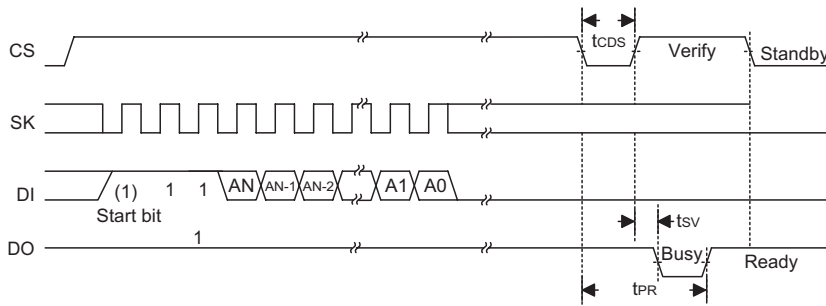 tCDS
CS Verify Standby
SK
DI (1) 1 1 AN AN-1 AN-2 A1 A0
Start bit
tSV
1
DO Busy Ready
tPR